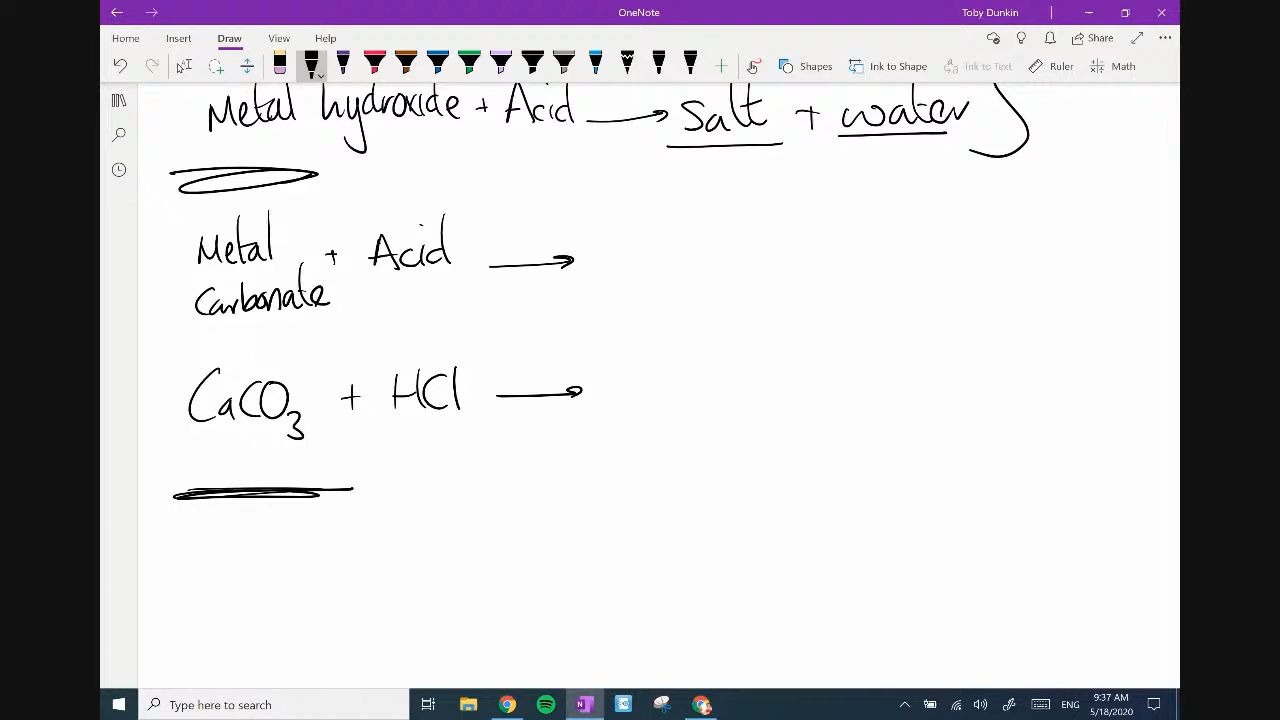 OneNote
Toby Dunkin
Home Insert Draw View Help
Share
Shapes Ink to Shape Ink to Text Ruler Math
Metal hydroxide + Acid → salt + water
Metal + Acid →
carbonate
CaCO₃ + HCl →
Type here to search
ENG
9:37 AM
5/18/2020